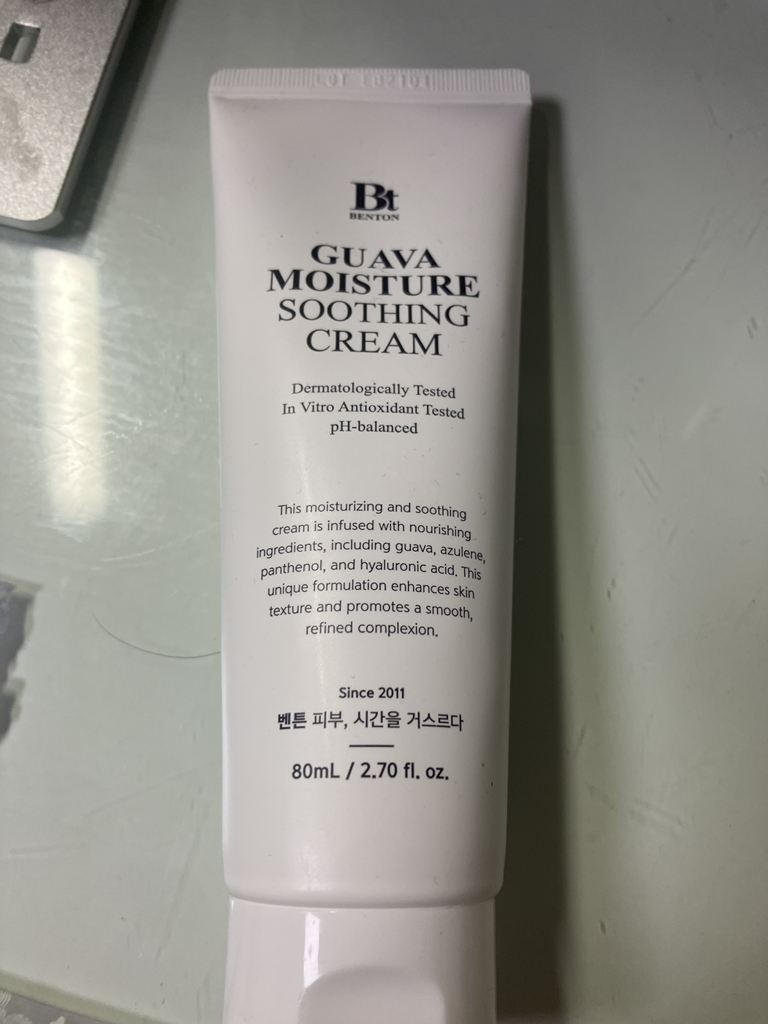 Bt
BENTON
GUAVA
MOISTURE
SOOTHING
CREAM
Dermatologically Tested
In Vitro Antioxidant Tested
pH-balanced
This moisturizing and soothing
cream is infused with nourishing
ingredients, including guava, azulene,
panthenol, and hyaluronic acid. This
unique formulation enhances skin
texture and promotes a smooth,
refined complexion.
Since 2011
벤튼 피부, 시간을 거스르다
80mL / 2.70 fl. oz.